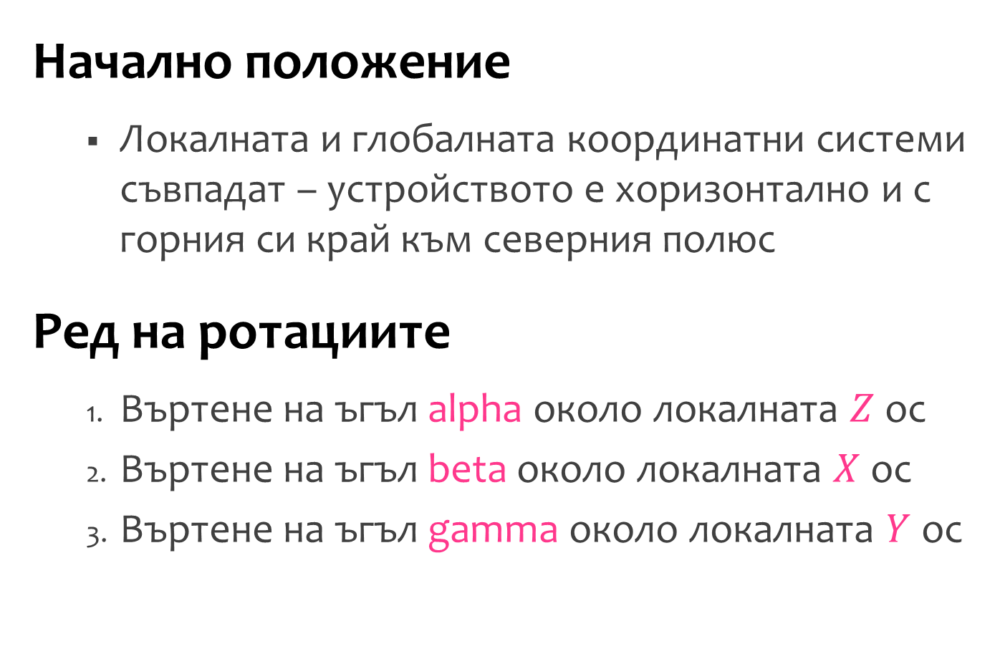 Начално положение
▪ Локалната и глобалната координатни системи
съвпадат – устройството е хоризонтално и с
горния си край към северния полюс
Ред на ротациите
1. Въртене на ъгъл alpha около локалната Z ос
2. Въртене на ъгъл beta около локалната X ос
3. Въртене на ъгъл gamma около локалната Y ос